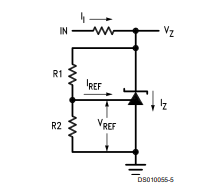 I_I
IN
V_Z
R1
I_REF
I_Z
V_REF
R2
DS010055-5